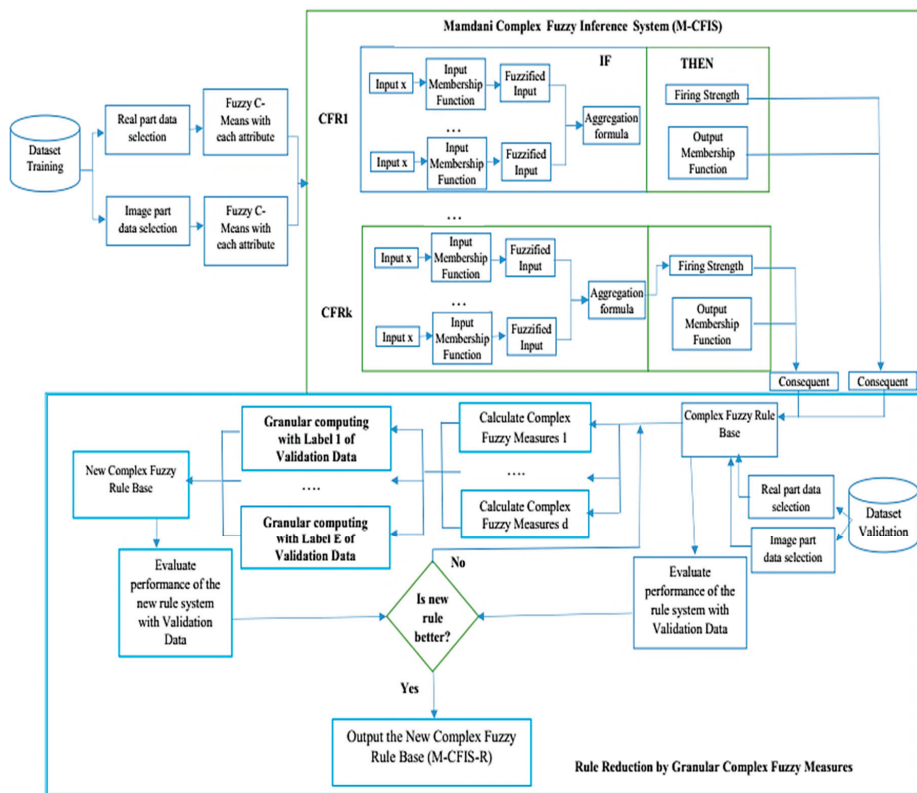 Mamdani Complex Fuzzy Inference System (M-CFIS)
IF
THEN
CFR1
Input x
Input
Membership
Function
Fuzzified
Input
...
Input x
Input
Membership
Function
Fuzzified
Input
Aggregation
formula
Firing Strength
Output
Membership
Function
Dataset
Training
Real part data
selection
Fuzzy C-
Means with
each attribute
Image part
data selection
Fuzzy C-
Means with
each attribute
...
CFRk
Input x
Input
Membership
Function
Fuzzified
Input
...
Input x
Input
Membership
Function
Fuzzified
Input
Aggregation
formula
Firing Strength
Output
Membership
Function
Consequent
Consequent
Granular computing
with Label 1 of
Validation Data
....
Granular computing
with Label E of
Validation Data
Calculate Complex
Fuzzy Measures 1
....
Calculate Complex
Fuzzy Measures d
Complex Fuzzy Rule
Base
New Complex Fuzzy
Rule Base
Real part data
selection
Image part
data selection
Dataset
Validation
Evaluate
performance of
the new rule system
with Validation
Data
No
Is new
rule
better?
Evaluate
performance of the
rule system with
Validation Data
Yes
Output the New Complex Fuzzy
Rule Base (M-CFIS-R)
Rule Reduction by Granular Complex Fuzzy Measures